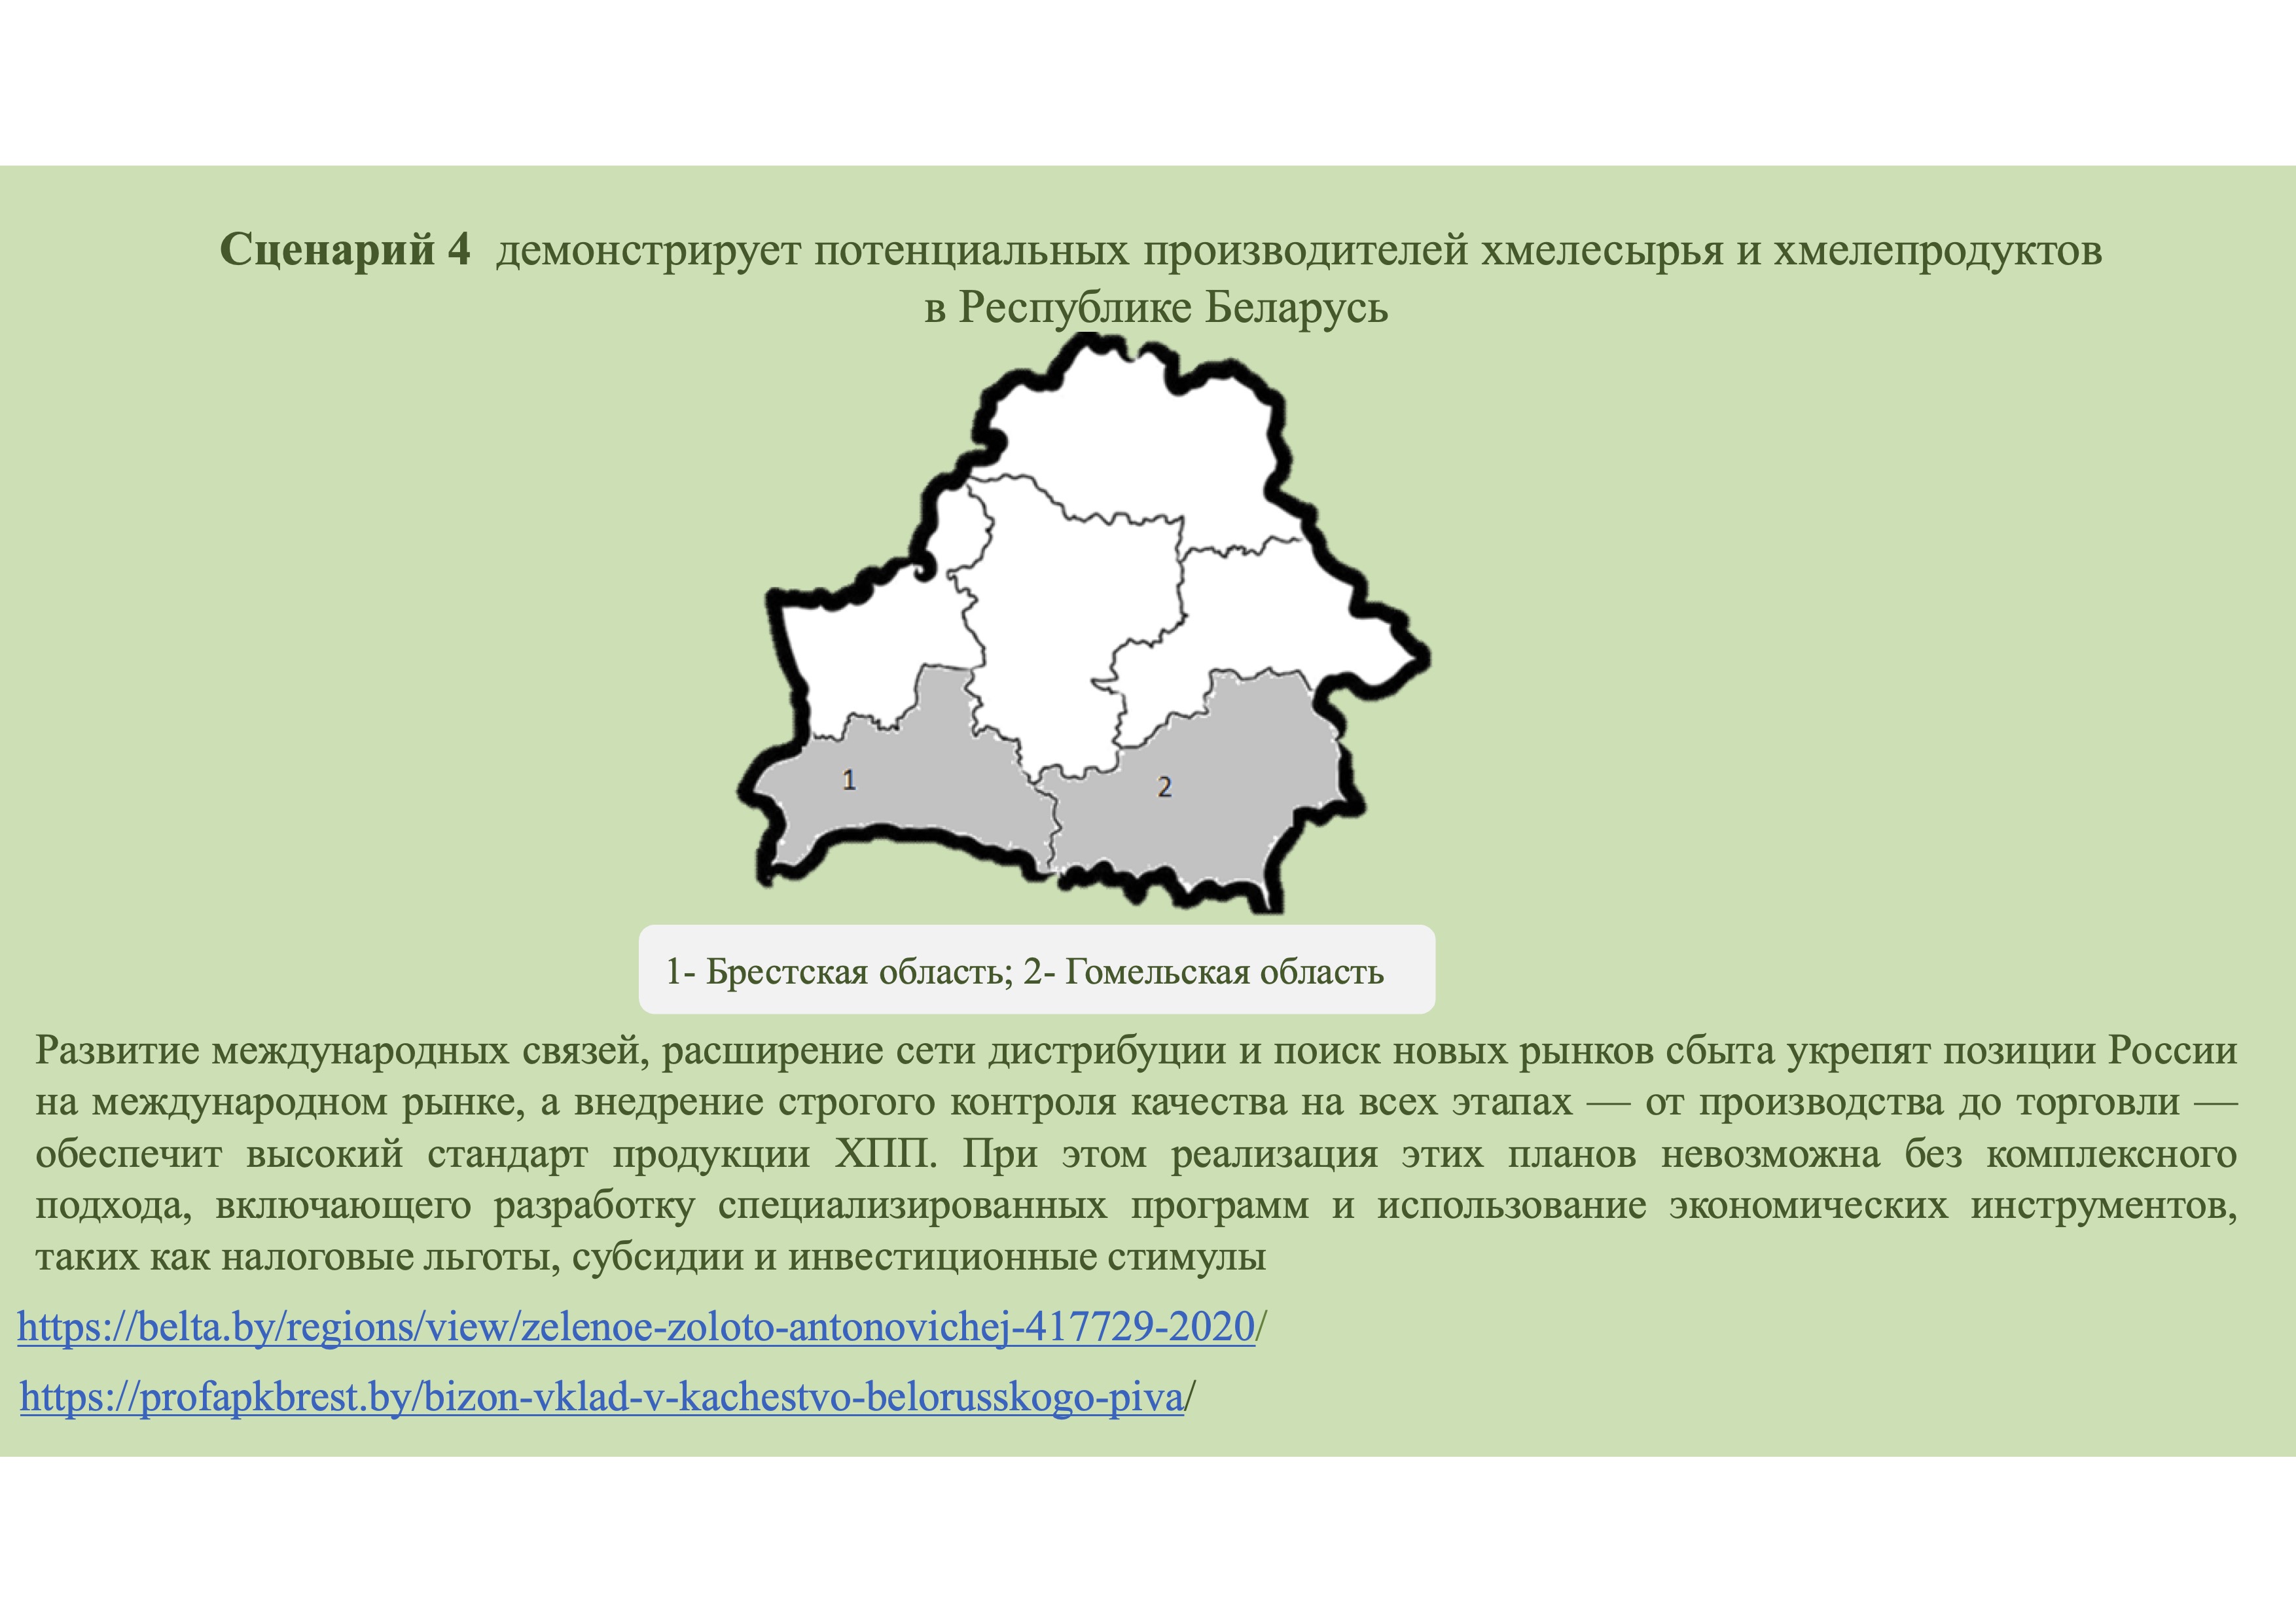 Сценарий 4 демонстрирует потенциальных производителей хмелесырья и хмелепродуктов
в Республике Беларусь
1
2
1- Брестская область; 2- Гомельская область
Развитие международных связей, расширение сети дистрибуции и поиск новых рынков сбыта укрепят позиции России
на международном рынке, а внедрение строгого контроля качества на всех этапах — от производства до торговли —
обеспечит высокий стандарт продукции ХПП. При этом реализация этих планов невозможна без комплексного
подхода, включающего разработку специализированных программ и использование экономических инструментов,
таких как налоговые льготы, субсидии и инвестиционные стимулы
https://belta.by/regions/view/zelenoe-zoloto-antonovichej-417729-2020/
https://profapkbrest.by/bizon-vklad-v-kachestvo-belorusskogo-piva/